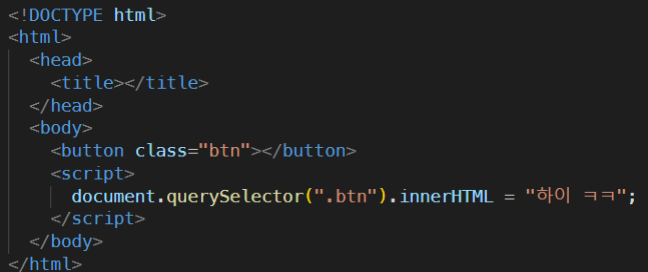 <!DOCTYPE html>
<html>
<head>
<title></title>
</head>
<body>
<button class="btn"></button>
<script>
document.querySelector(".btn").innerHTML = "하이 ㅋㅋ";
</script>
</body>
</html>